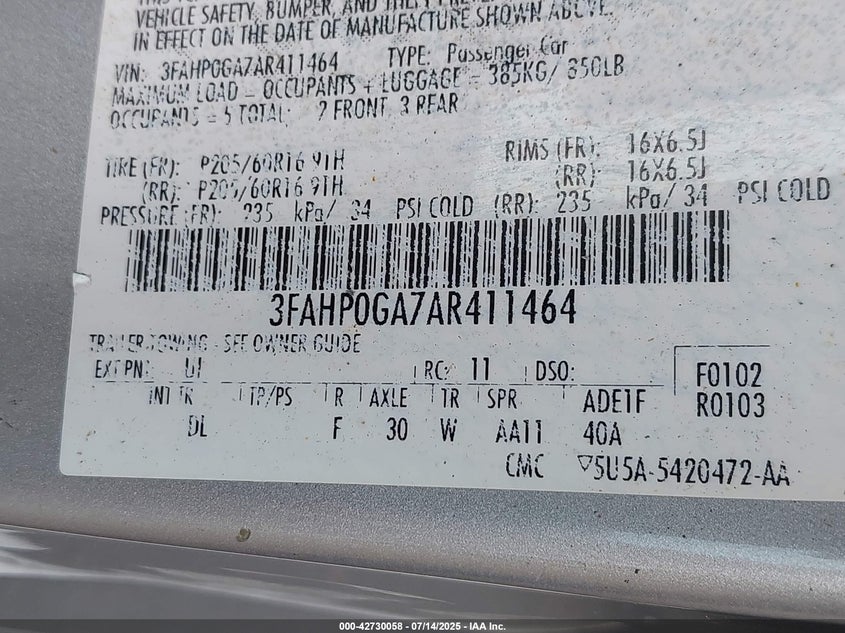 VEHICLE SAFETY, BUMPER, AND THEFT
IN EFFECT ON THE DATE OF MANUFACTURE SHOWN ABOVE.
VIN: 3FAHP0GA7AR411464 TYPE: Passenger Car
MAXIMUM LOAD = OCCUPANTS + LUGGAGE = 385KG/ 850LB
OCCUPANTS = 5 TOTAL: 2 FRONT 3 REAR
TIRE (FR): P205/60R16 91H RIMS (FR): 16X6.5J
(RR): P205/60R16 91H (RR): 16X6.5J
PRESSURE (FR): 235 kPa/ 34 PSI COLD (RR): 235 kPa/ 34 PSI COLD
3FAHP0GA7AR411464
TRAILER TOWING - SEE OWNER GUIDE
EXT PNT: UI RC: 11 DSO: F0102
INT TR TP/PS R AXLE TR SPR ADE1F R0103
DL F 30 W AA11 40A
CMC ▽5U5A-5420472-AA
000-42730058 - 07/14/2025 - IAA Inc.